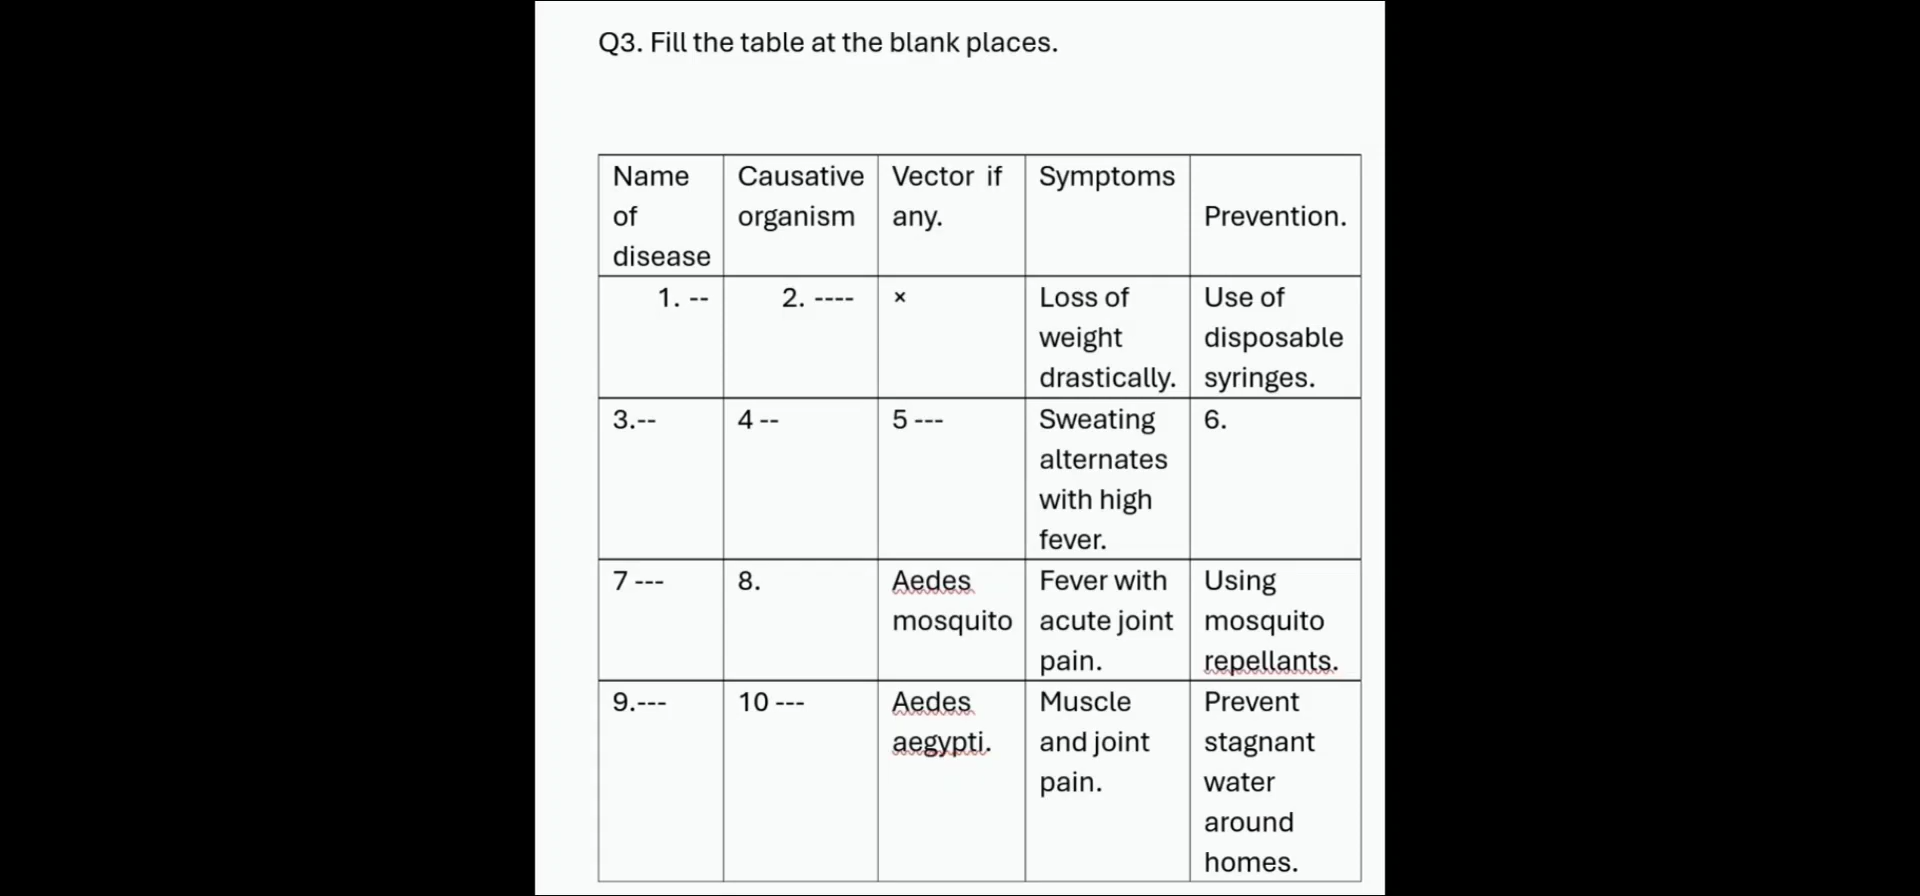 Q3. Fill the table at the blank places.
Name of disease	Causative organism	Vector if any.	Symptoms	Prevention.
1. --	2. ----	×	Loss of weight drastically.	Use of disposable syringes.
3.--	4 --	5 ---	Sweating alternates with high fever.	6.
7 ---	8.	Aedes mosquito	Fever with acute joint pain.	Using mosquito repellants.
9.---	10 ---	Aedes aegypti.	Muscle and joint pain.	Prevent stagnant water around homes.